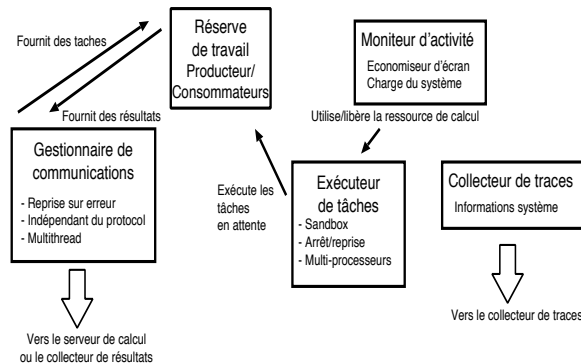 Fournit des taches
Réserve
de travail
Producteur/
Consommateurs
Moniteur d'activité
Economiseur d'écran
Charge du système
Fournit des résultats
Utilise/libère la ressource de calcul
Gestionnaire de
communications
- Reprise sur erreur
- Indépendant du protocol
- Multithread
Exécute les
tâches
en attente
Exécuteur
de tâches
- Sandbox
- Arrêt/reprise
- Multi-processeurs
Collecteur de traces
Informations système
Vers le serveur de calcul
ou le collecteur de résultats
Vers le collecteur de traces